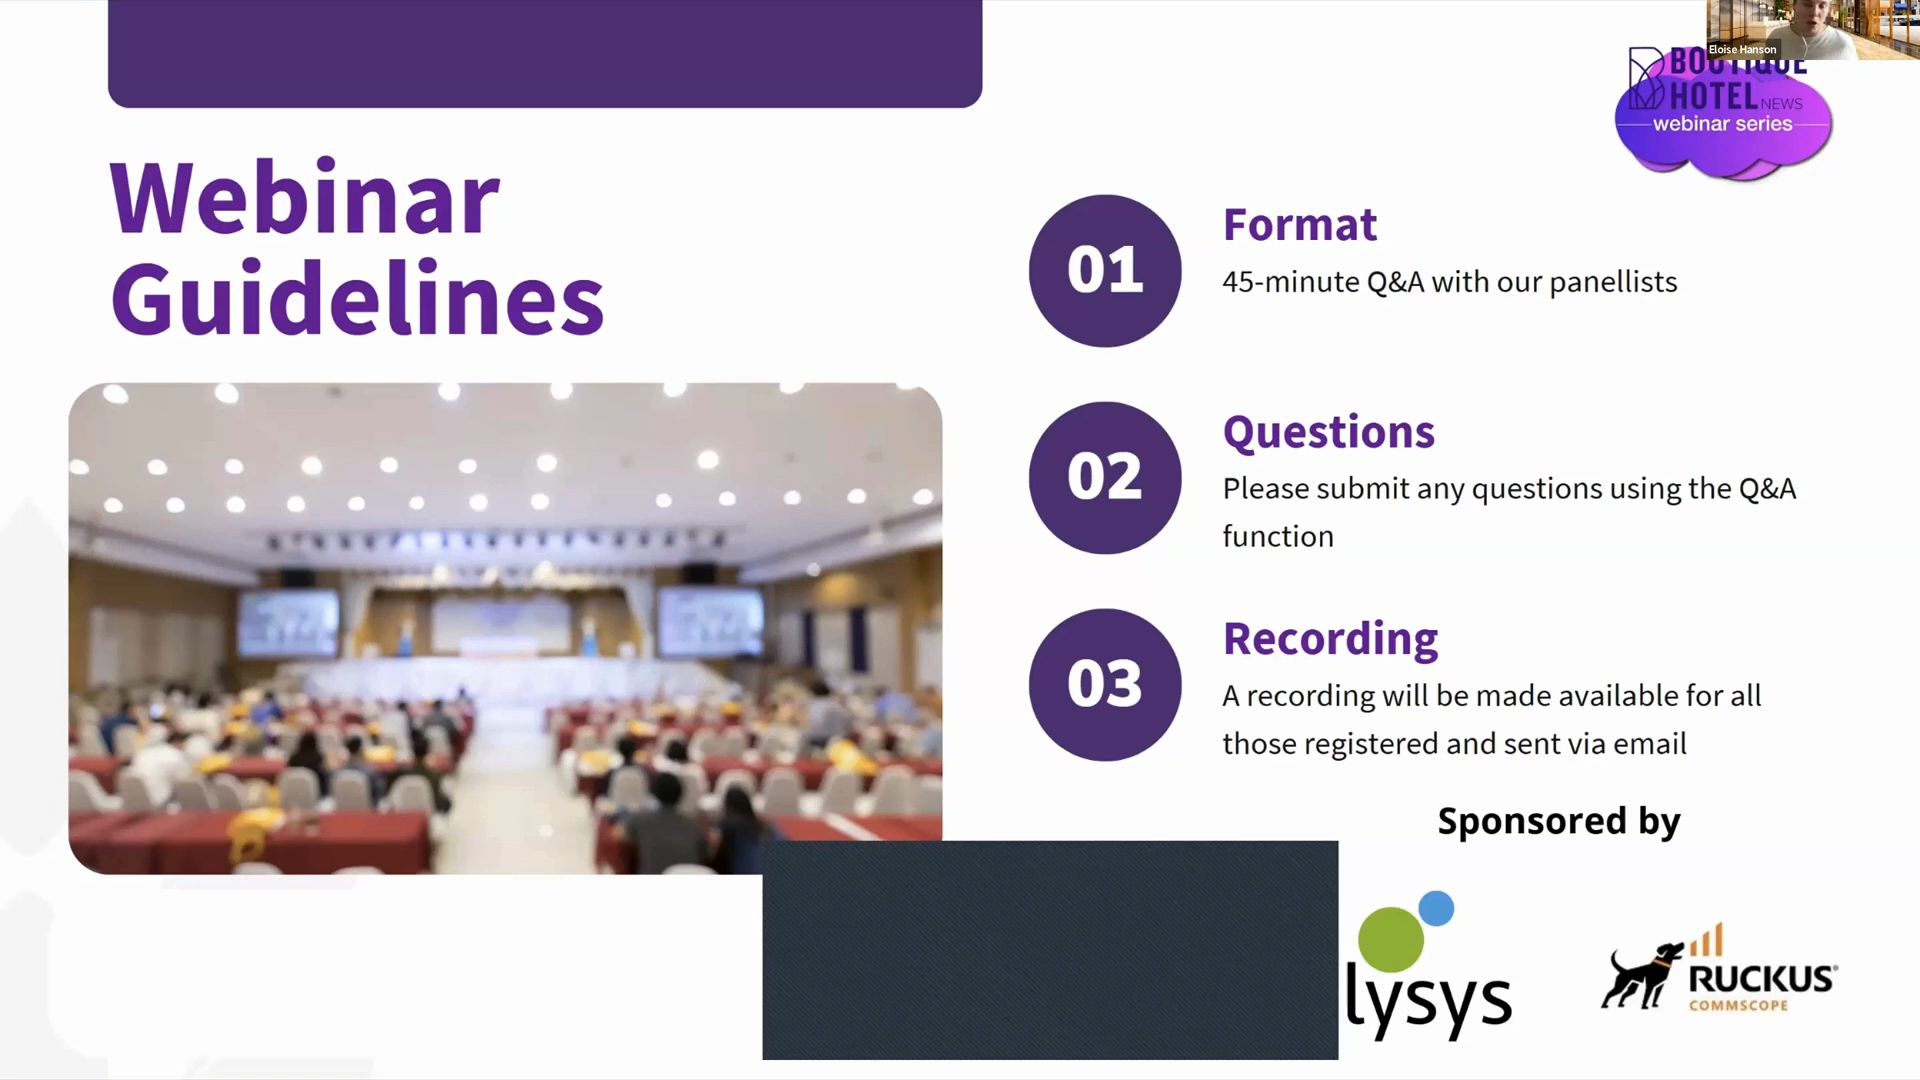 Eloise Hanson
BOUTIQUE
HOTEL NEWS
webinar series
Webinar
Guidelines
01
Format
45-minute Q&A with our panellists
02
Questions
Please submit any questions using the Q&A
function
03
Recording
A recording will be made available for all
those registered and sent via email
Sponsored by
lysys
RUCKUS®
COMMSCOPE